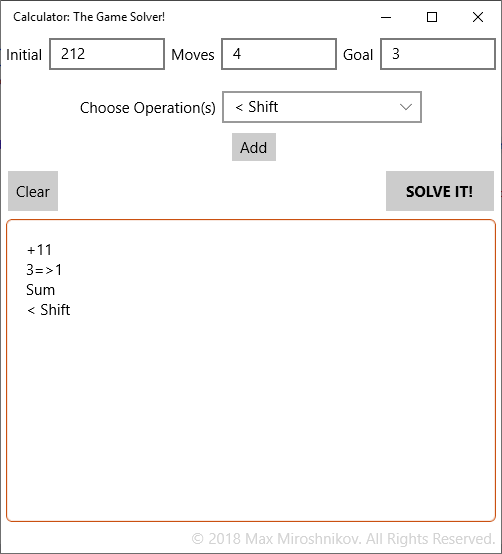 Calculator: The Game Solver!
Initial 212 Moves 4 Goal 3
Choose Operation(s) < Shift
Add
Clear SOLVE IT!
+11
3=>1
Sum
< Shift
© 2018 Max Miroshnikov. All Rights Reserved.